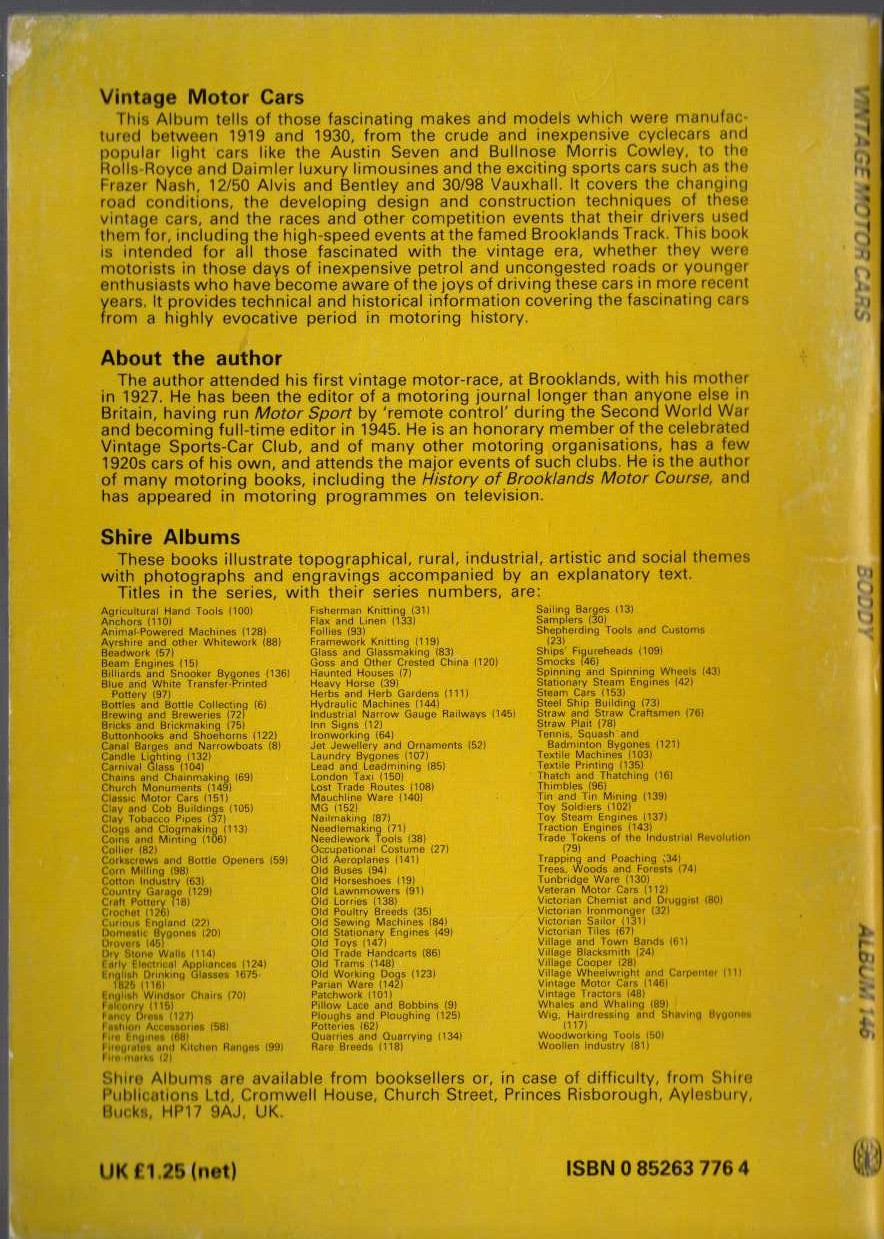 Vintage Motor Cars
This Album tells of those fascinating makes and models which were manufac-
tured between 1919 and 1930, from the crude and inexpensive cyclecars and
popular light cars like the Austin Seven and Bullnose Morris Cowley, to the
Rolls-Royce and Daimler luxury limousines and the exciting sports cars such as the
Frazer Nash, 12/50 Alvis and Bentley and 30/98 Vauxhall. It covers the changing
road conditions, the developing design and construction techniques of these
vintage cars, and the races and other competition events that their drivers used
them for, including the high-speed events at the famed Brooklands Track. This book
is intended for all those fascinated with the vintage era, whether they were
motorists in those days of inexpensive petrol and uncongested roads or younger
enthusiasts who have become aware of the joys of driving these cars in more recent
years. It provides technical and historical information covering the fascinating cars
from a highly evocative period in motoring history.
About the author
The author attended his first vintage motor-race, at Brooklands, with his mother
in 1927. He has been the editor of a motoring journal longer than anyone else in
Britain, having run Motor Sport by 'remote control' during the Second World War
and becoming full-time editor in 1945. He is an honorary member of the celebrated
Vintage Sports-Car Club, and of many other motoring organisations, has a few
1920s cars of his own, and attends the major events of such clubs. He is the author
of many motoring books, including the History of Brooklands Motor Course, and
has appeared in motoring programmes on television.
Shire Albums
These books illustrate topographical, rural, industrial, artistic and social themes
with photographs and engravings accompanied by an explanatory text.
Titles in the series, with their series numbers, are:
Agricultural Hand Tools (100)
Anchors (110)
Animal-Powered Machines (128)
Ayrshire and other Whitework (88)
Beadwork (57)
Beam Engines (15)
Billiards and Snooker Bygones (136)
Blue and White Transfer-Printed
Pottery (97)
Bottles and Bottle Collecting (6)
Brewing and Breweries (72)
Bricks and Brickmaking (75)
Buttonhooks and Shoehorns (122)
Canal Barges and Narrowboats (8)
Candle Lighting (132)
Carnival Glass (104)
Chains and Chainmaking (69)
Church Monuments (149)
Classic Motor Cars (151)
Clay and Cob Buildings (105)
Clay Tobacco Pipes (37)
Clogs and Clogmaking (113)
Coins and Minting (106)
Collier (82)
Corkscrews and Bottle Openers (59)
Corn Milling (98)
Cotton Industry (63)
Country Garage (129)
Craft Pottery (18)
Crochet (126)
Curious England (22)
Domestic Bygones (20)
Drovers (45)
Dry Stone Walls (114)
Early Electrical Appliances (124)
English Drinking Glasses 1675-
1825 (116)
English Windsor Chairs (70)
Falconry (115)
Fancy Dress (127)
Fashion Accessories (58)
Fire Engines (68)
Firegrates and Kitchen Ranges (99)
Fire-marks (2)
Fisherman Knitting (31)
Flax and Linen (133)
Follies (93)
Framework Knitting (119)
Glass and Glassmaking (83)
Goss and Other Crested China (120)
Haunted Houses (7)
Heavy Horse (39)
Herbs and Herb Gardens (111)
Hydraulic Machines (144)
Industrial Narrow Gauge Railways (145)
Inn Signs (12)
Ironworking (64)
Jet Jewellery and Ornaments (52)
Laundry Bygones (107)
Lead and Leadmining (85)
London Taxi (150)
Lost Trade Routes (108)
Mauchline Ware (140)
MG (152)
Nailmaking (87)
Needlemaking (71)
Needlework Tools (38)
Occupational Costume (27)
Old Aeroplanes (141)
Old Buses (94)
Old Horseshoes (19)
Old Lawnmowers (91)
Old Lorries (138)
Old Poultry Breeds (35)
Old Sewing Machines (84)
Old Stationary Engines (49)
Old Toys (147)
Old Trade Handcarts (86)
Old Trams (148)
Old Working Dogs (123)
Parian Ware (142)
Patchwork (101)
Pillow Lace and Bobbins (9)
Ploughs and Ploughing (125)
Potteries (62)
Quarries and Quarrying (134)
Rare Breeds (118)
Sailing Barges (13)
Samplers (30)
Shepherding Tools and Customs
(23)
Ships' Figureheads (109)
Smocks (46)
Spinning and Spinning Wheels (43)
Stationary Steam Engines (42)
Steam Cars (153)
Steel Ship Building (73)
Straw and Straw Craftsmen (76)
Straw Plait (78)
Tennis, Squash and
Badminton Bygones (121)
Textile Machines (103)
Textile Printing (135)
Thatch and Thatching (16)
Thimbles (96)
Tin and Tin Mining (139)
Toy Soldiers (102)
Toy Steam Engines (137)
Traction Engines (143)
Trade Tokens of the Industrial Revolution
(79)
Trapping and Poaching (34)
Trees, Woods and Forests (74)
Tunbridge Ware (130)
Veteran Motor Cars (112)
Victorian Chemist and Druggist (80)
Victorian Ironmonger (32)
Victorian Sailor (131)
Victorian Tiles (67)
Village and Town Bands (61)
Village Blacksmith (24)
Village Cooper (28)
Village Wheelwright and Carpenter (11)
Vintage Motor Cars (146)
Vintage Tractors (48)
Whales and Whaling (89)
Wig, Hairdressing and Shaving Bygones
(117)
Woodworking Tools (50)
Woollen Industry (81)
Shire Albums are available from booksellers or, in case of difficulty, from Shire
Publications Ltd, Cromwell House, Church Street, Princes Risborough, Aylesbury,
Bucks, HP17 9AJ, UK.
UK £1.25 (net)
ISBN 0 85263 776 4
VINTAGE MOTOR CARS
BODDY
ALBUM 146